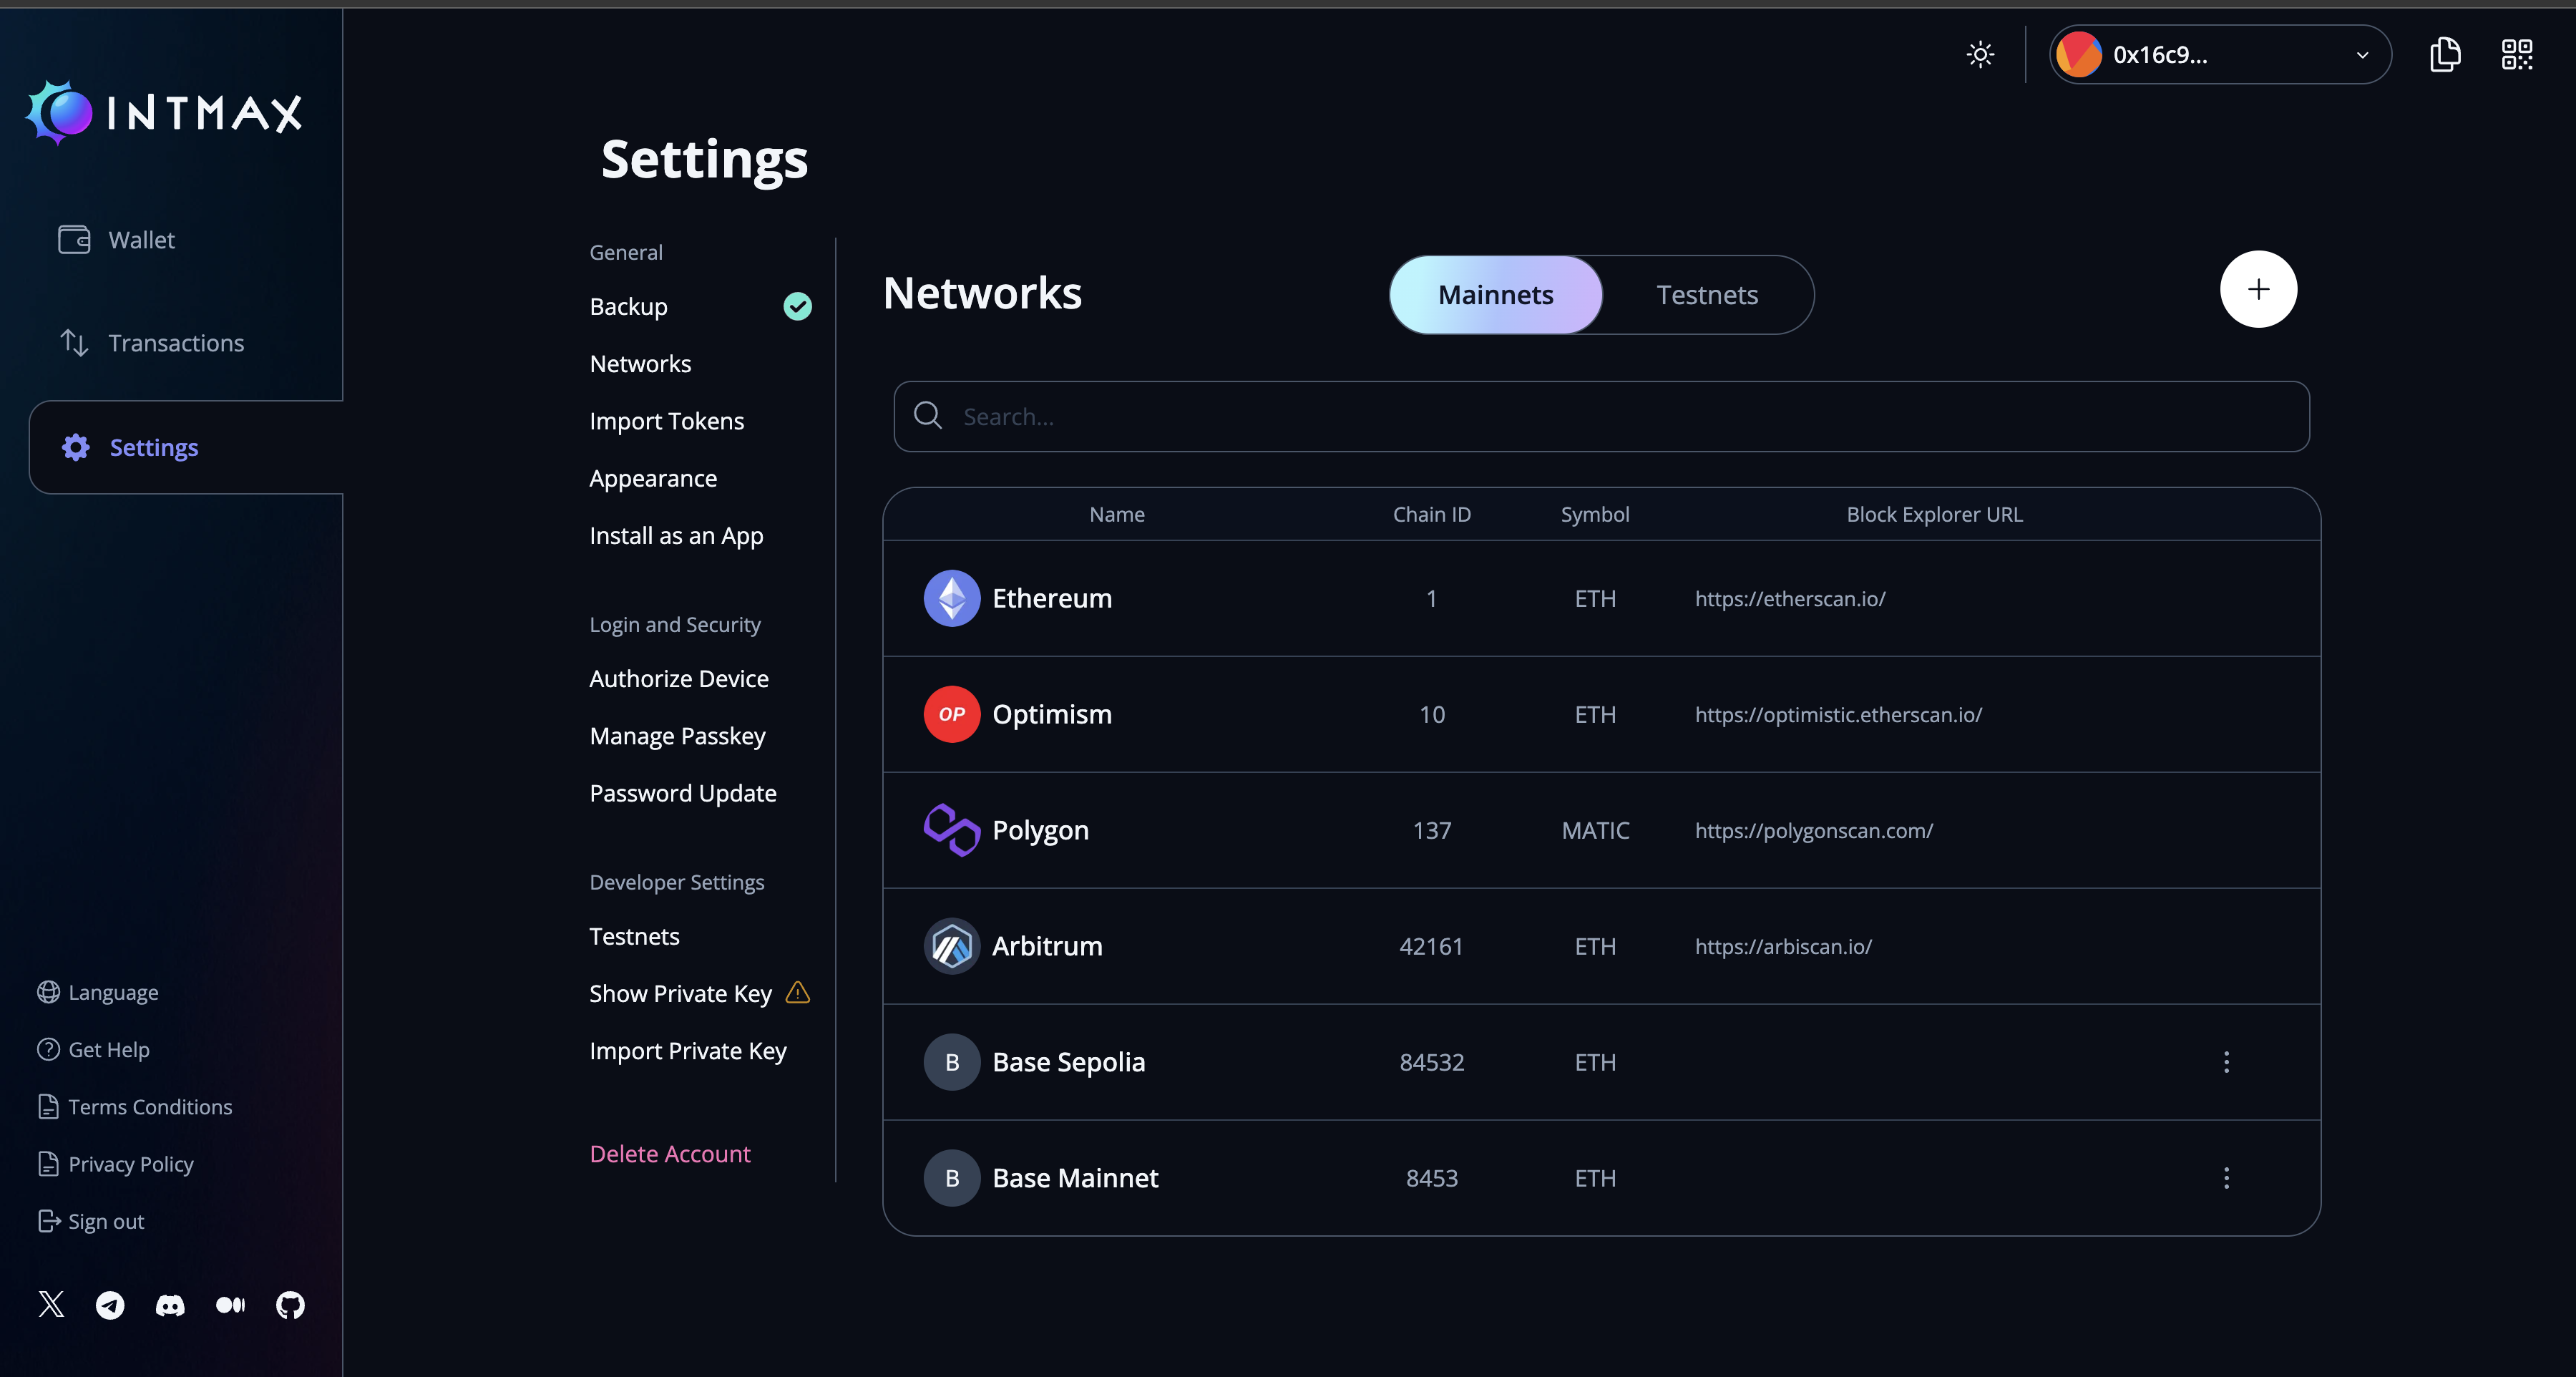 INTMAX
Wallet
Transactions
Settings
Language
Get Help
Terms Conditions
Privacy Policy
Sign out
0x16c9...
Settings
General
Backup
Networks
Import Tokens
Appearance
Install as an App
Login and Security
Authorize Device
Manage Passkey
Password Update
Developer Settings
Testnets
Show Private Key
Import Private Key
Delete Account
Networks
Mainnets Testnets
Search...
Name Chain ID Symbol Block Explorer URL
Ethereum 1 ETH https://etherscan.io/
OP Optimism 10 ETH https://optimistic.etherscan.io/
Polygon 137 MATIC https://polygonscan.com/
Arbitrum 42161 ETH https://arbiscan.io/
B Base Sepolia 84532 ETH
B Base Mainnet 8453 ETH